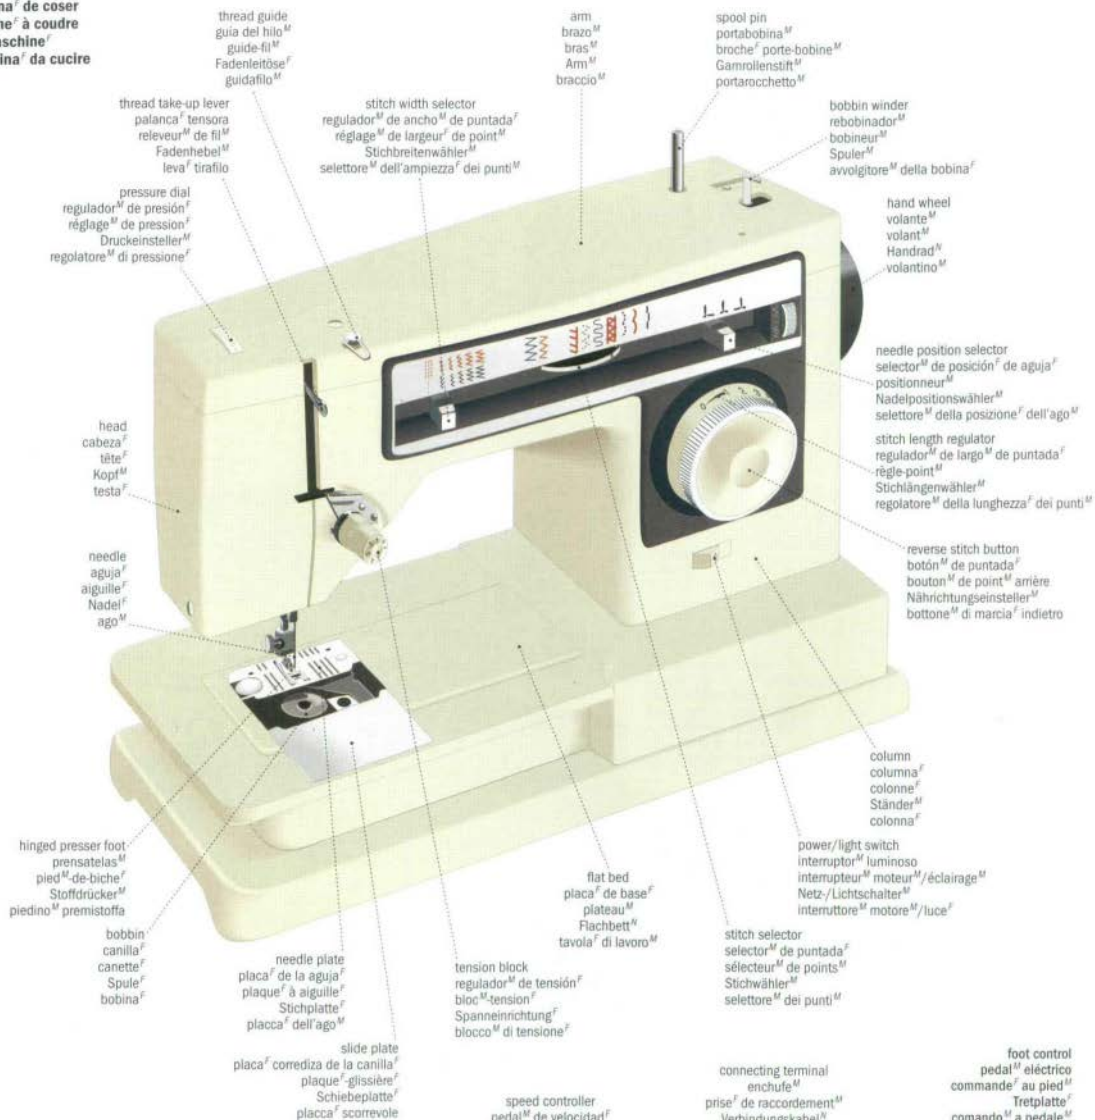 de coser
à coudre
da cucire
thread guide
guía del hilo M
guide-fil M
Fadenleitöse F
guidafilo M
arm
brazo M
bras M
Arm M
braccio M
spool pin
portabobina M
broche F porte-bobine M
Garnrollenstift M
portarocchetto M
thread take-up lever
palanca F tensora
releveur M de fil M
Fadenhebel M
leva F tirafilo
stitch width selector
regulador M de ancho M de puntada F
réglage M de largeur F de point M
Stichbreitenwähler M
selettore M dell'ampiezza F dei punti M
bobbin winder
rebobinador M
bobineur M
Spuler M
avvolgitore M della bobina F
pressure dial
regulador M de presión F
réglage M de pression F
Druckeinsteller M
regolatore M di pressione F
hand wheel
volante M
volant M
Handrad N
volantino M
needle position selector
selector M de posición F de aguja F
positionneur M
Nadelpositionswähler M
selettore M della posizione F dell'ago M
head
cabeza F
tête F
Kopf M
testa F
stitch length regulator
regulador M de largo M de puntada F
règle-point M
Stichlängenwähler M
regolatore M della lunghezza F dei punti M
needle
aguja F
aiguille F
Nadel F
ago M
reverse stitch button
botón M de puntada F
bouton M de point M arrière
Nährichtungseinsteller M
bottone M di marcia F indietro
column
columna F
colonne F
Ständer M
colonna F
hinged presser foot
prensatelas M
pied M-de-biche F
Stoffdrücker M
piedino M premistoffa
power/light switch
interruptor M luminoso
interrupteur M moteur M/éclairage M
Netz-/Lichtschalter M
interruttore M motore M/luce F
flat bed
placa F de base F
plateau M
Flachbett N
tavola F di lavoro M
bobbin
canilla F
canette F
Spule F
bobina F
stitch selector
selector M de puntada F
sélecteur M de points M
Stichwähler M
selettore M dei punti M
needle plate
placa F de la aguja F
plaque F à aiguille F
Stichplatte F
placca F dell'ago M
tension block
regulador M de tensión F
bloc M-tension F
Spanneinrichtung F
blocco M di tensione F
slide plate
placa F corrediza de la canilla F
plaque F-glissière F
Schiebeplatte F
placca F scorrevole
speed controller
pedal M de velocidad F
connecting terminal
enchufe M
prise F de raccordement M
Verbindungskabel N
foot control
pedal M eléctrico
commande F au pied M
Tretplatte F
comando M a pedale M